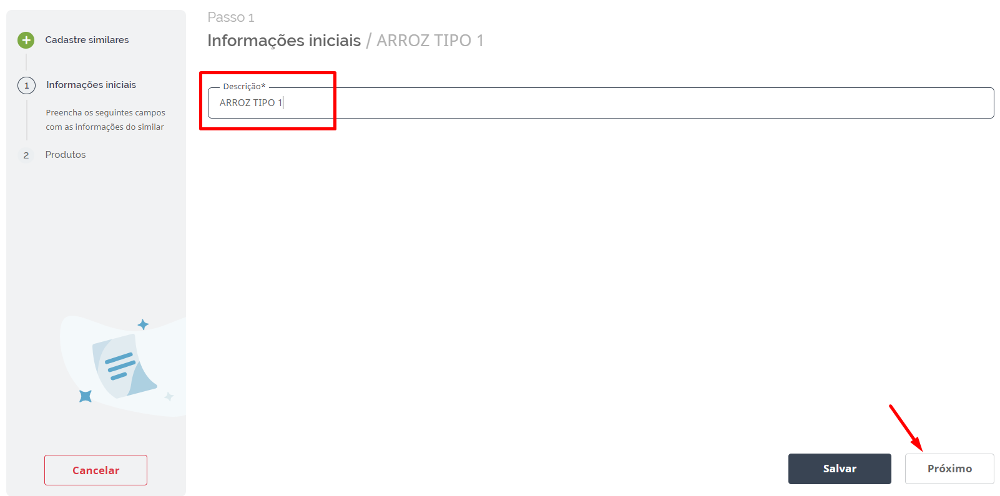 Cadastre similares
1 Informações iniciais
Preencha os seguintes campos
com as informações do similar
2 Produtos
Cancelar
Passo 1
Informações iniciais / ARROZ TIPO 1
Descrição*
ARROZ TIPO 1
Salvar
Próximo